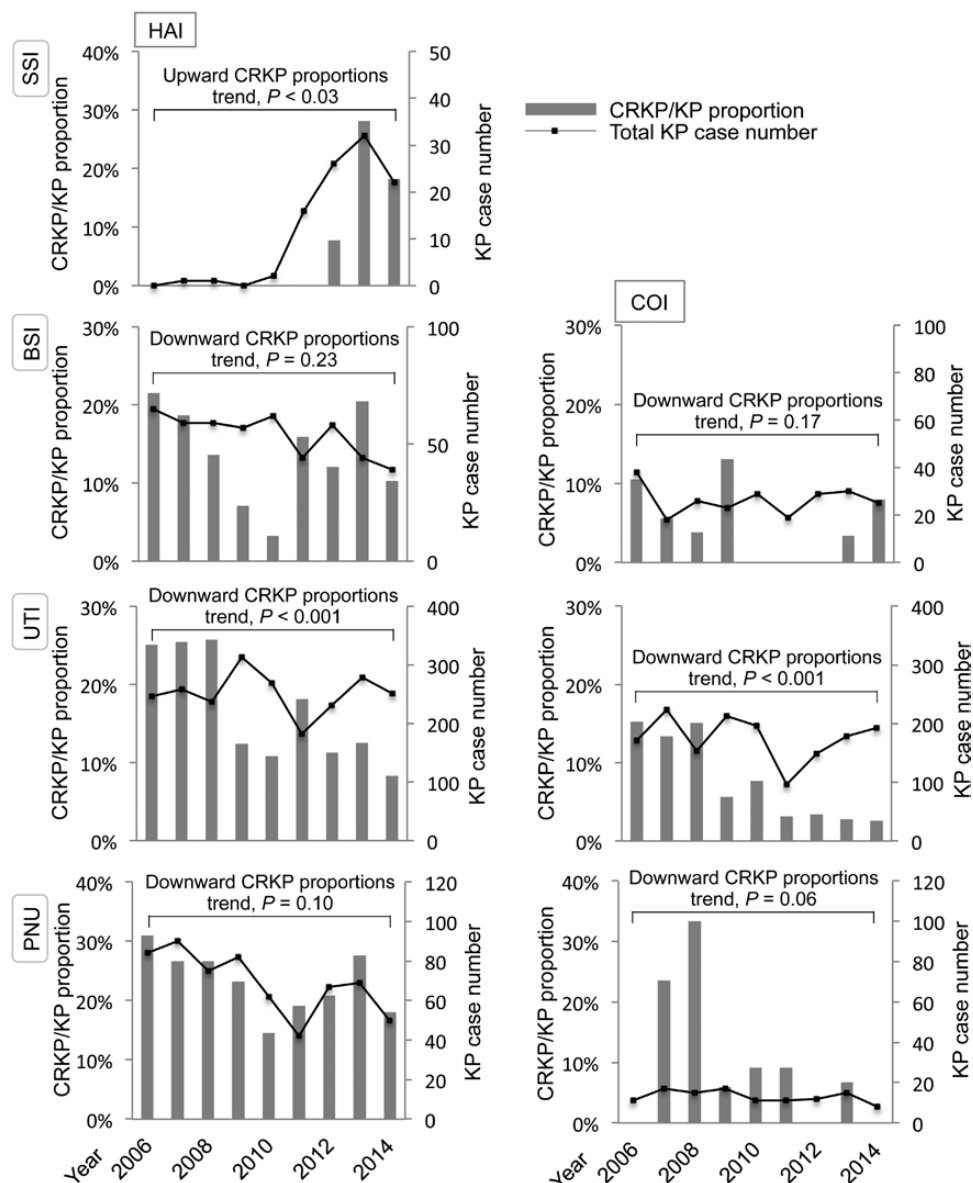 HAI
SSI
CRKP/KP proportion
40%
30%
20%
10%
0%
Upward CRKP proportions
trend, P < 0.03
50
40
30
20
10
0
KP case number
CRKP/KP proportion
Total KP case number
BSI
CRKP/KP proportion
30%
20%
10%
0%
Downward CRKP proportions
trend, P = 0.23
100
50
0
KP case number
COI
CRKP/KP proportion
30%
20%
10%
0%
Downward CRKP proportions
trend, P = 0.17
100
80
60
40
20
0
KP case number
UTI
CRKP/KP proportion
30%
20%
10%
0%
Downward CRKP proportions
trend, P < 0.001
400
300
200
100
0
KP case number
CRKP/KP proportion
30%
20%
10%
0%
Downward CRKP proportions
trend, P < 0.001
400
300
200
100
0
KP case number
PNU
CRKP/KP proportion
40%
30%
20%
10%
0%
Downward CRKP proportions
trend, P = 0.10
120
100
80
60
40
20
0
KP case number
Year
2006
2008
2010
2012
2014
CRKP/KP proportion
40%
30%
20%
10%
0%
Downward CRKP proportions
trend, P = 0.06
120
100
80
60
40
20
0
KP case number
Year
2006
2008
2010
2012
2014